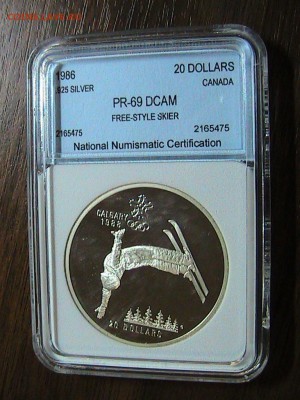 1986 20 DOLLARS
.925 SILVER CANADA
PR-69 DCAM
FREE-STYLE SKIER
2165475 2165475
National Numismatic Certification
CALGARY
1988
20 DOLLARS